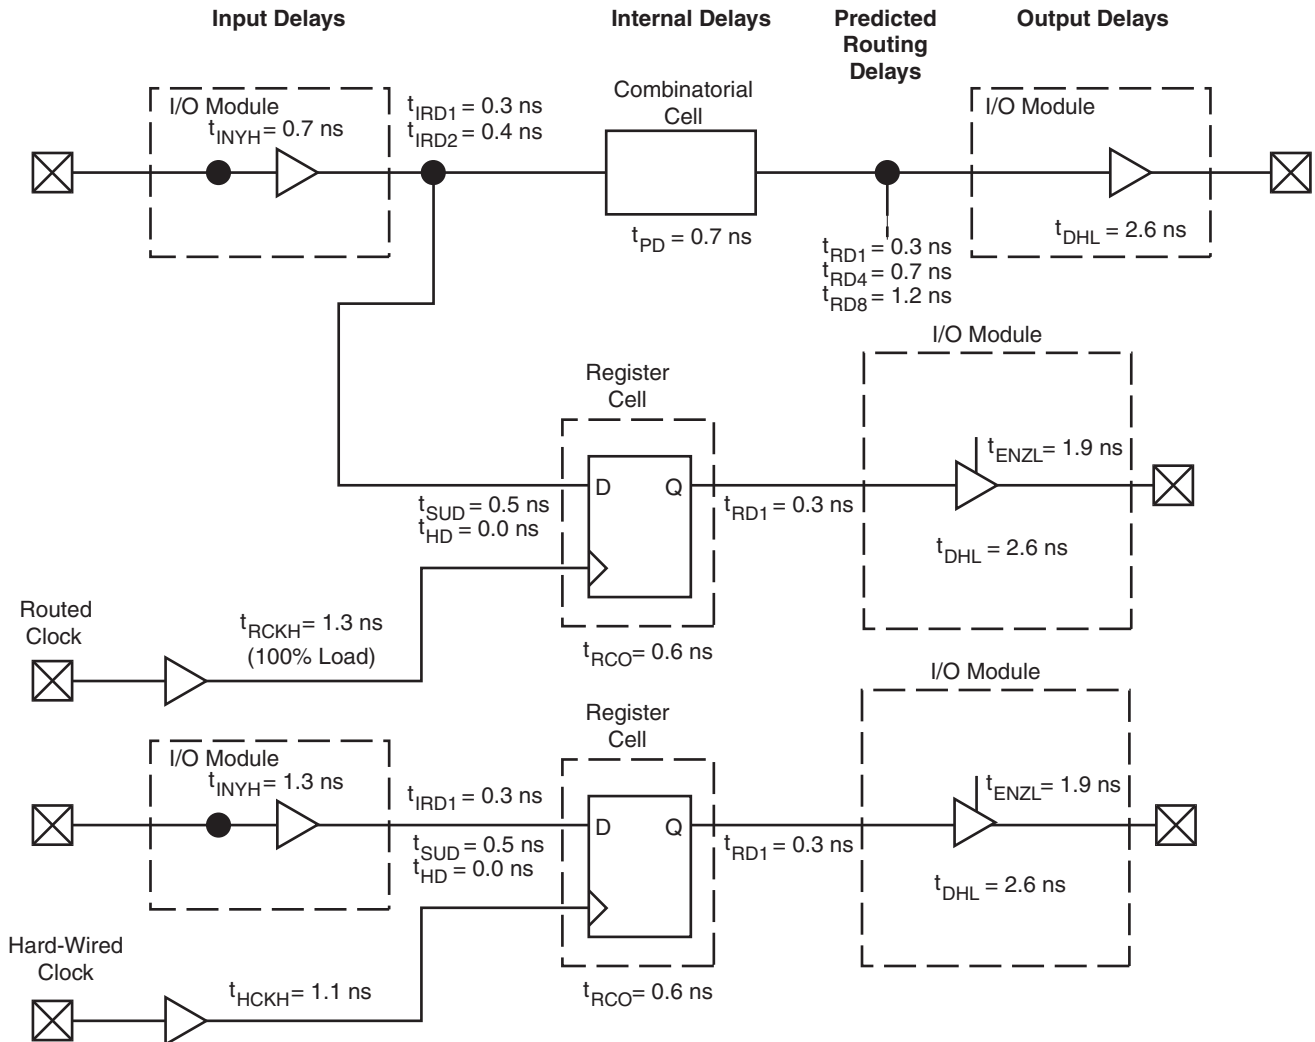 Input Delays
Internal Delays
Predicted
Routing
Delays
Output Delays
I/O Module
tINYH = 0.7 ns
tIRD1 = 0.3 ns
tIRD2 = 0.4 ns
Combinatorial
Cell
tPD = 0.7 ns
I/O Module
tDHL = 2.6 ns
tRD1 = 0.3 ns
tRD4 = 0.7 ns
tRD8 = 1.2 ns
I/O Module
Register
Cell
D
Q
tSUD = 0.5 ns
tHD = 0.0 ns
tRD1 = 0.3 ns
tENZL = 1.9 ns
tDHL = 2.6 ns
Routed
Clock
tRCKH = 1.3 ns
(100% Load)
tRCO = 0.6 ns
I/O Module
Register
Cell
I/O Module
tINYH = 1.3 ns
tIRD1 = 0.3 ns
tSUD = 0.5 ns
tHD = 0.0 ns
D
Q
tRD1 = 0.3 ns
tENZL = 1.9 ns
tDHL = 2.6 ns
Hard-Wired
Clock
tHCKH = 1.1 ns
tRCO = 0.6 ns